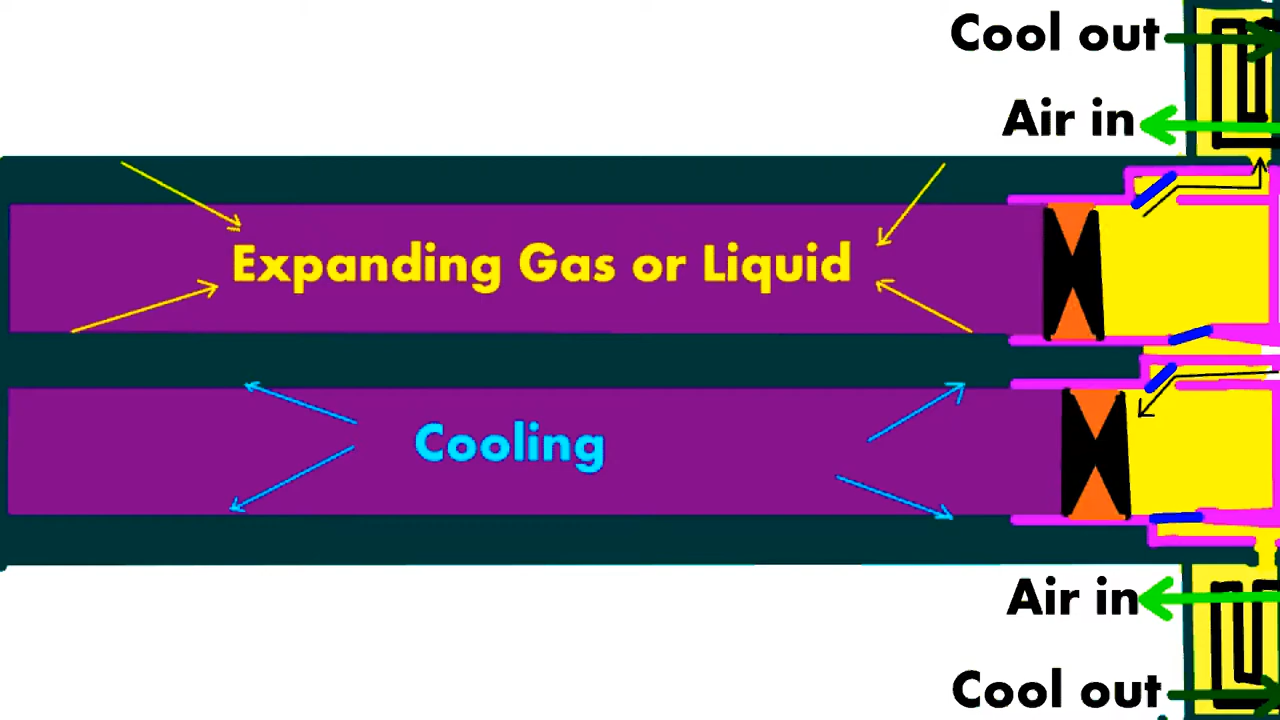 Cool out
Air in
Expanding Gas or Liquid
Cooling
Air in
Cool out